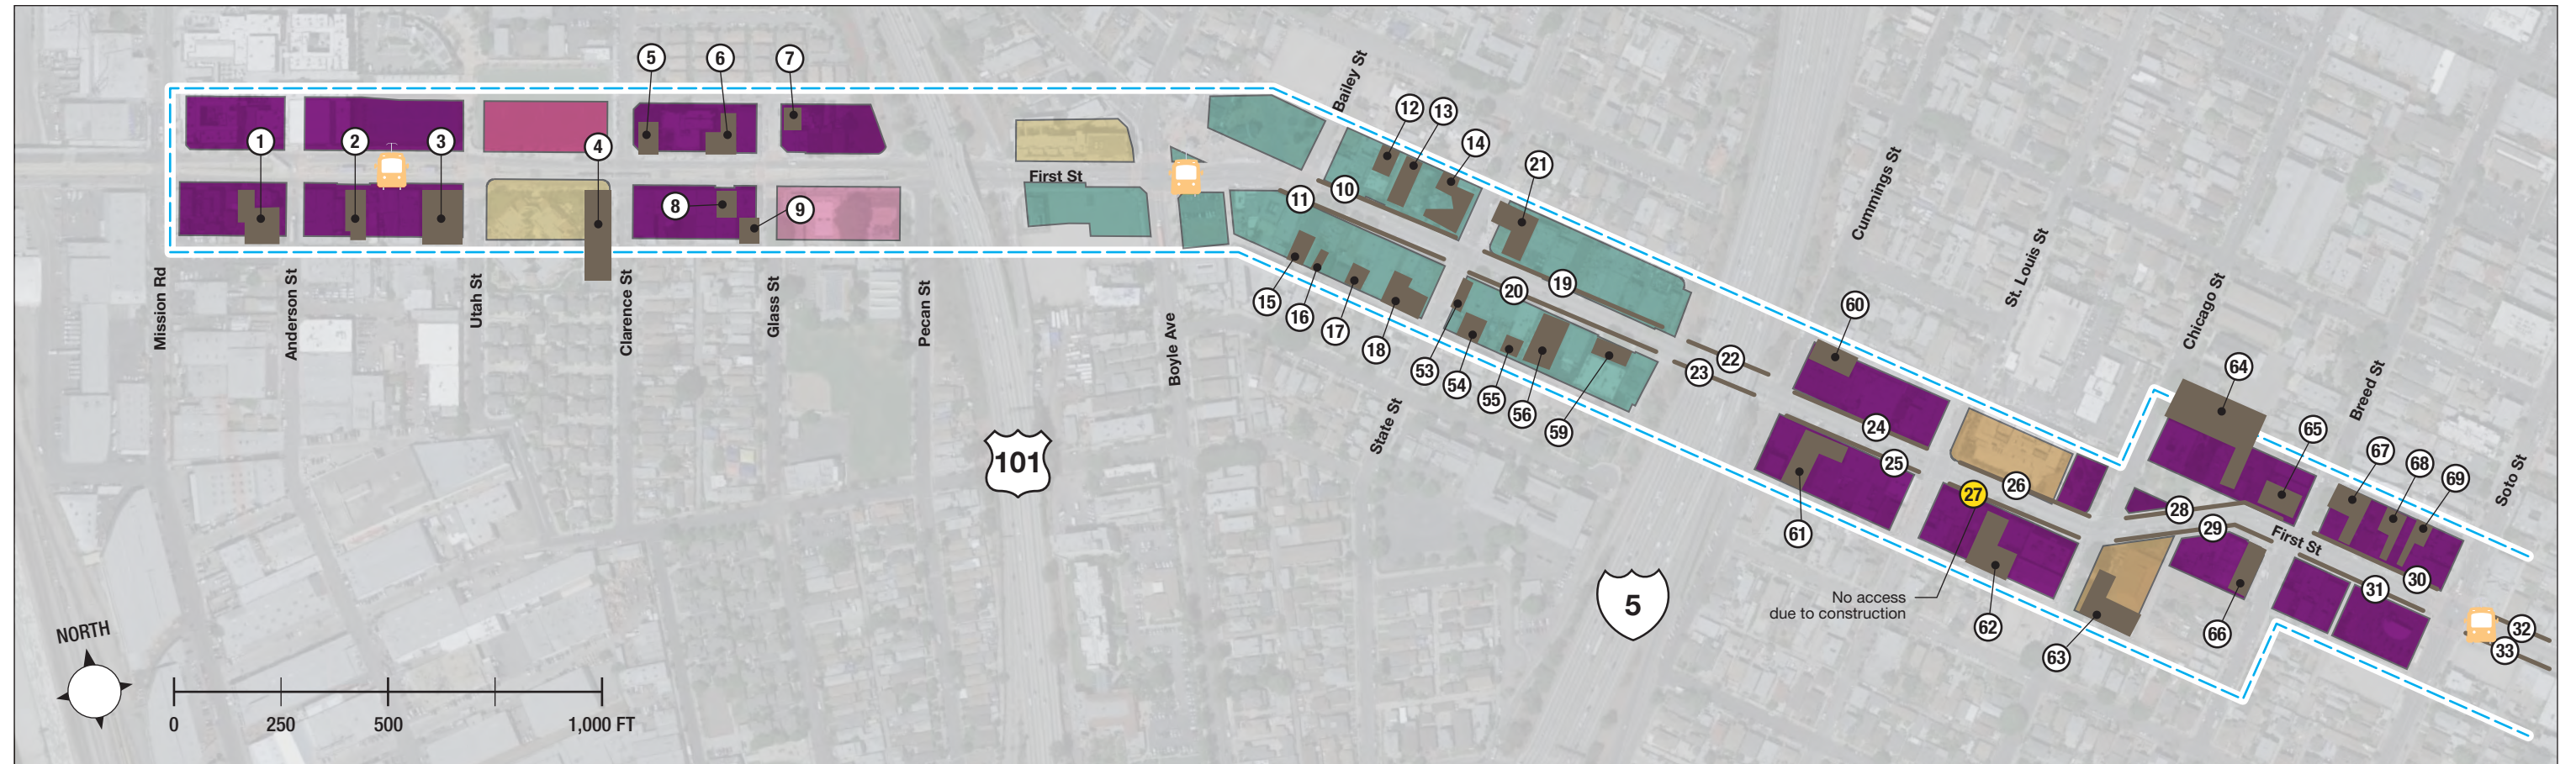 5
6
7
Bailey St
12
13
14
1
2
3
4
21
First St
11
10
8
9
Cummings St
St. Louis St
Chicago St
Mission Rd
Anderson St
Utah St
Clarence St
Glass St
Pecan St
Boyle Ave
State St
15
16
17
18
20
19
53
54
55
56
59
60
22
23
64
Breed St
Soto St
24
25
26
27
65
67
68
69
28
29
First St
30
31
61
62
63
66
32
33
101
5
No access
due to construction
NORTH
0
250
500
1,000 FT